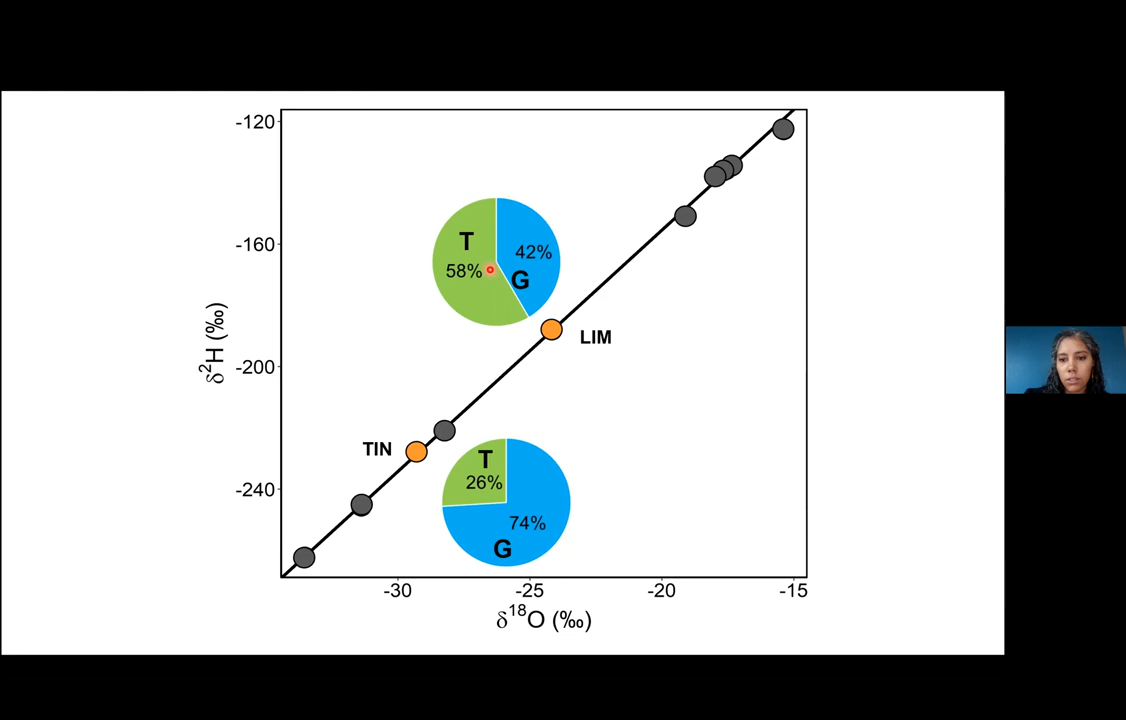 -120
-160
-200
-240
δ²H (‰)
T
58%
42%
G
LIM
TIN
T
26%
74%
G
-30 -25 -20 -15
δ¹⁸O (‰)